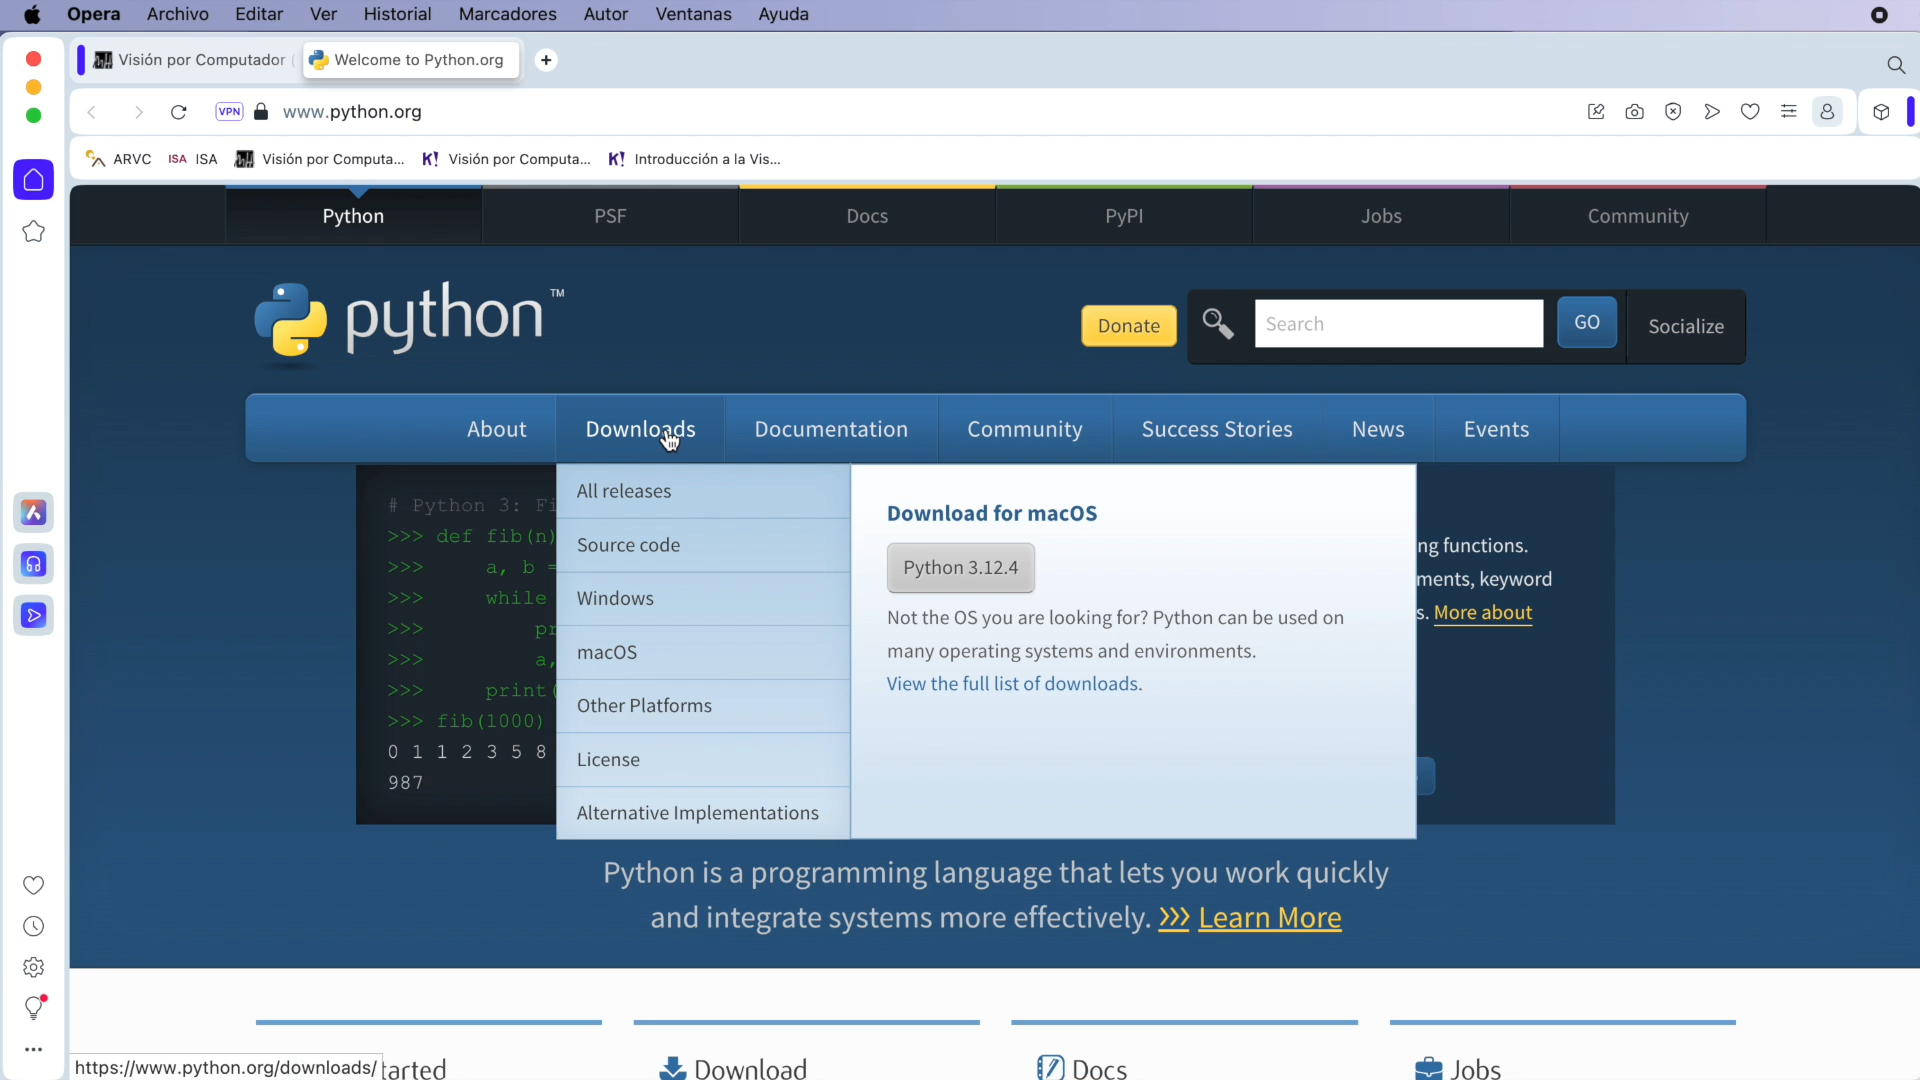 Opera Archivo Editar Ver Historial Marcadores Autor Ventanas Ayuda
Visión por Computador
Welcome to Python.org
VPN www.python.org
ARVC
ISA ISA
Visión por Computa...
K! Visión por Computa...
K! Introducción a la Vis...
Python PSF Docs PyPI Jobs Community
python™
Donate
Search
GO
Socialize
About Downloads Documentation Community Success Stories News Events
# Python 3: Fi
>>> def fib(n)
>>> a, b =
>>> while
>>> pr
>>> a,
>>> print(
>>> fib(1000)
0 1 1 2 3 5 8
987
All releases
Source code
Windows
macOS
Other Platforms
License
Alternative Implementations
Download for macOS
Python 3.12.4
Not the OS you are looking for? Python can be used on
many operating systems and environments.
View the full list of downloads.
ng functions.
ments, keyword
s. More about
Python is a programming language that lets you work quickly
and integrate systems more effectively. >>> Learn More
https://www.python.org/downloads/
tarted
Download
Docs
Jobs